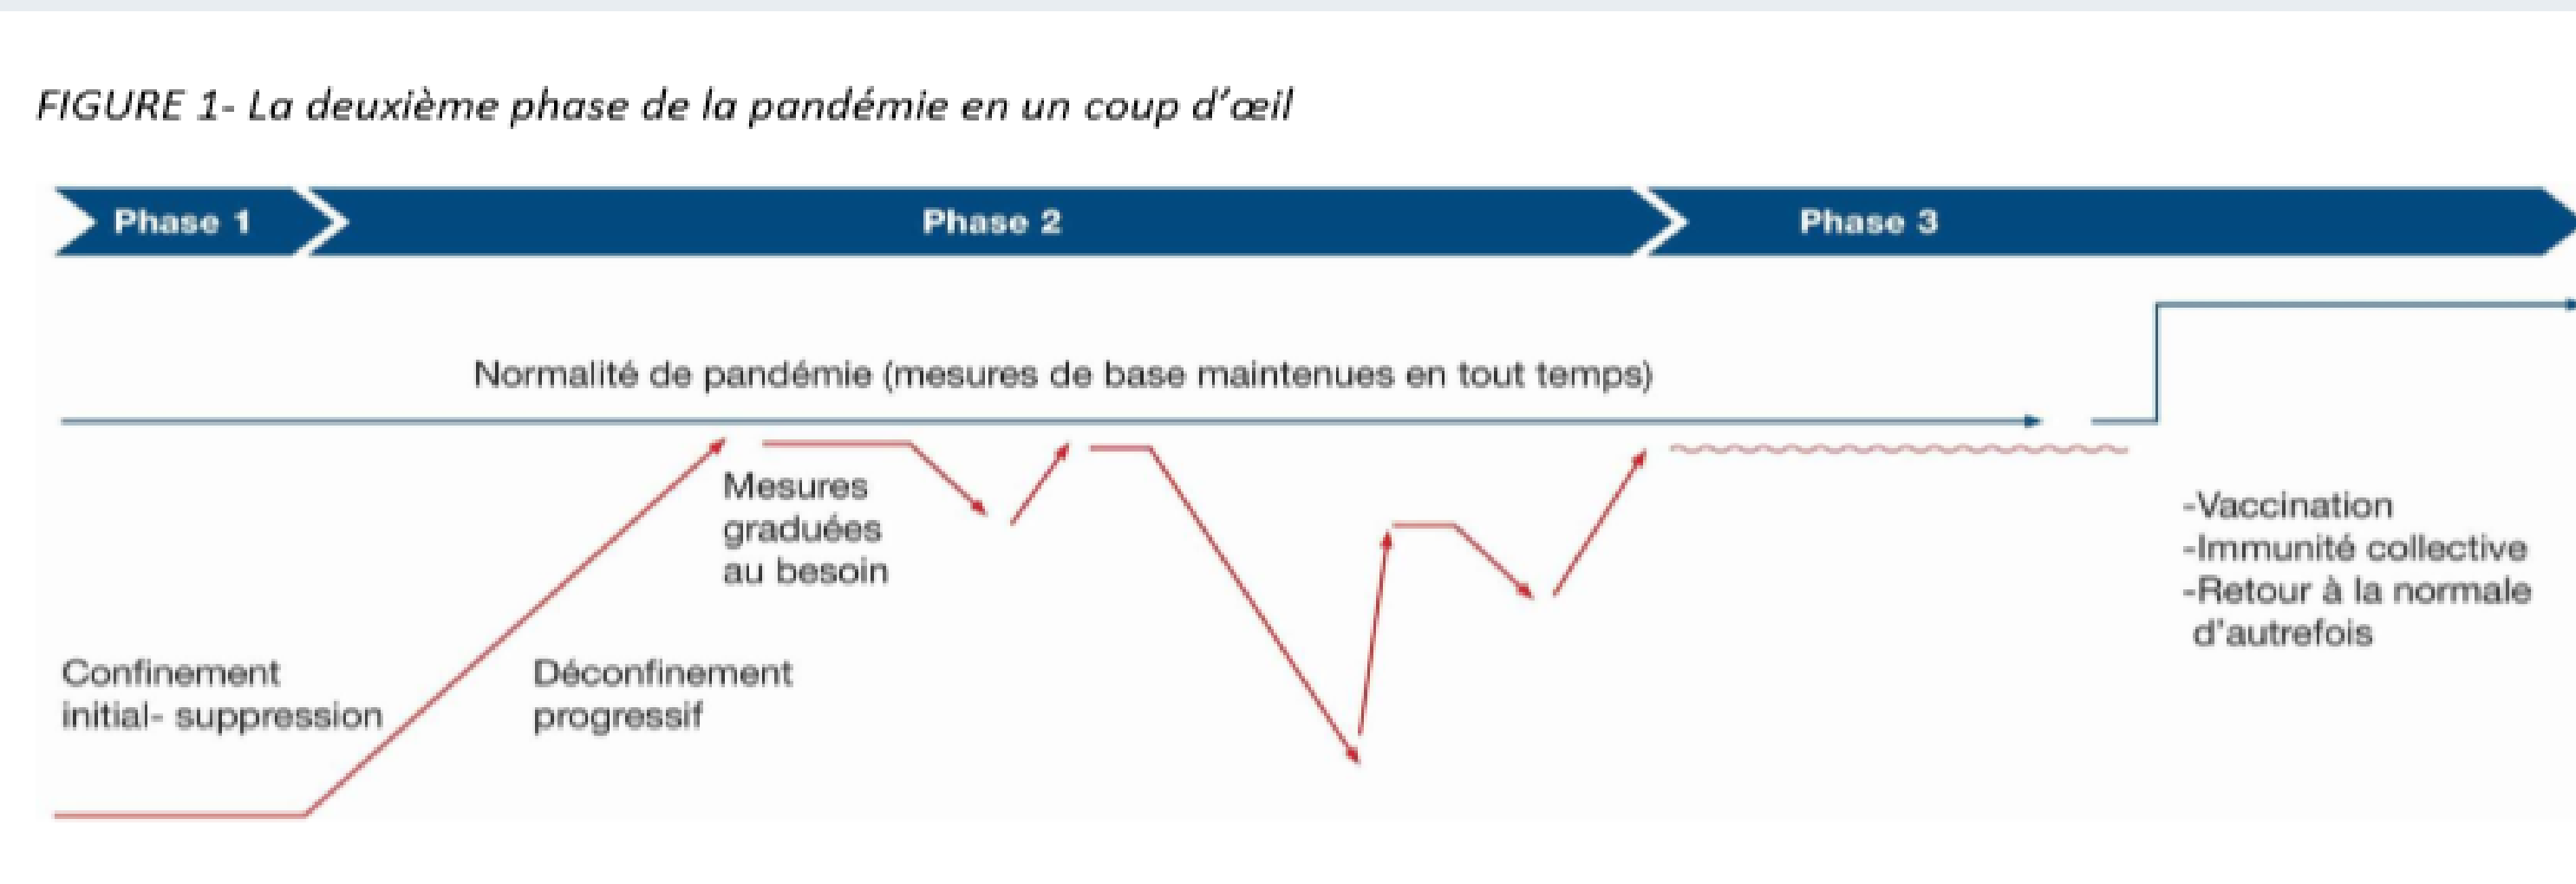 FIGURE 1- La deuxième phase de la pandémie en un coup d'œil
Phase 1
Phase 2
Phase 3
Normalité de pandémie (mesures de base maintenues en tout temps)
Mesures
graduées
au besoin
Confinement
initial- suppression
Déconfinement
progressif
-Vaccination
-Immunité collective
-Retour à la normale
d'autrefois